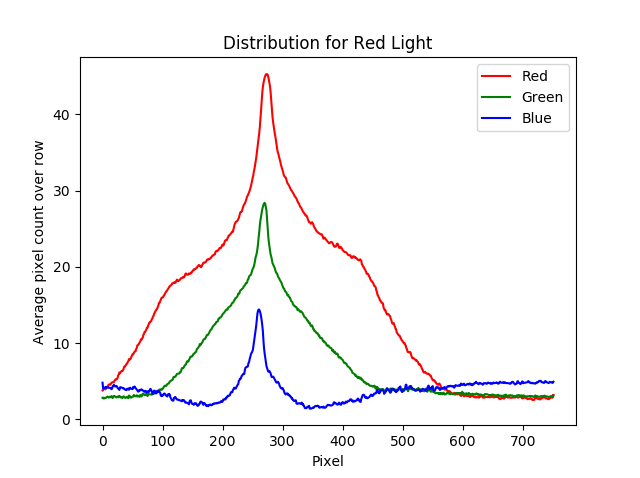 Distribution for Red Light
Red
Green
Blue
Average pixel count over row
40
30
20
10
0
0 100 200 300 400 500 600 700
Pixel